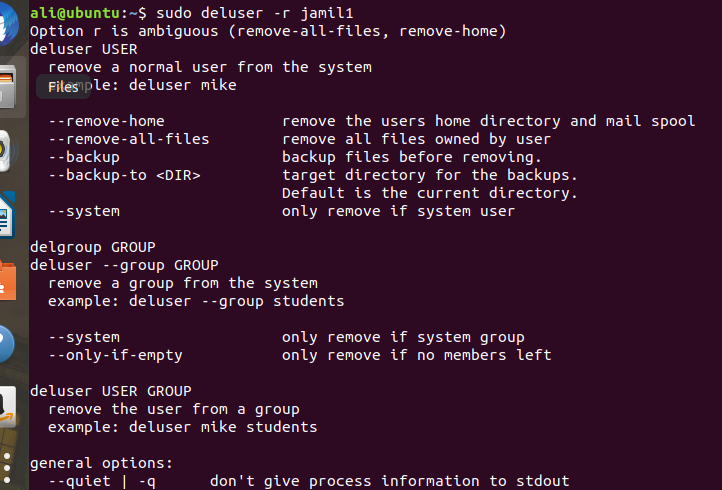 ali@ubuntu:~$ sudo deluser -r jamil1
Option r is ambiguous (remove-all-files, remove-home)
deluser USER
  remove a normal user from the system
Files
  example: deluser mike

  --remove-home             remove the users home directory and mail spool
  --remove-all-files        remove all files owned by user
  --backup                  backup files before removing.
  --backup-to <DIR>         target directory for the backups.
                            Default is the current directory.
  --system                  only remove if system user

delgroup GROUP
deluser --group GROUP
  remove a group from the system
  example: deluser --group students

  --system                  only remove if system group
  --only-if-empty           only remove if no members left

deluser USER GROUP
  remove the user from a group
  example: deluser mike students

general options:
  --quiet | -q      don't give process information to stdout